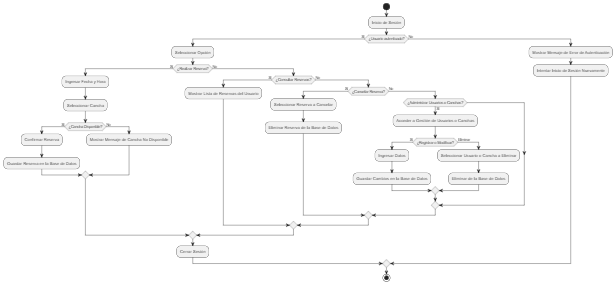 Inicio de Sesión
¿Usuario autenticado?
Sí
No
Seleccionar Opción
Mostrar Mensaje de Error de Autenticación
Intentar Inicio de Sesión Nuevamente
¿Realizar Reserva?
Sí
No
Ingresar Fecha y Hora
Seleccionar Cancha
¿Cancha Disponible?
Sí
No
Confirmar Reserva
Mostrar Mensaje de Cancha No Disponible
Guardar Reserva en la Base de Datos
¿Consultar Reservas?
Sí
No
Mostrar Lista de Reservas del Usuario
¿Cancelar Reserva?
Sí
No
Seleccionar Reserva a Cancelar
Eliminar Reserva de la Base de Datos
¿Administrar Usuarios o Canchas?
Sí
Acceder a Gestión de Usuarios o Canchas
¿Registrar o Modificar?
Sí
Eliminar
Ingresar Datos
Seleccionar Usuario o Cancha a Eliminar
Guardar Cambios en la Base de Datos
Eliminar de la Base de Datos
Cerrar Sesión